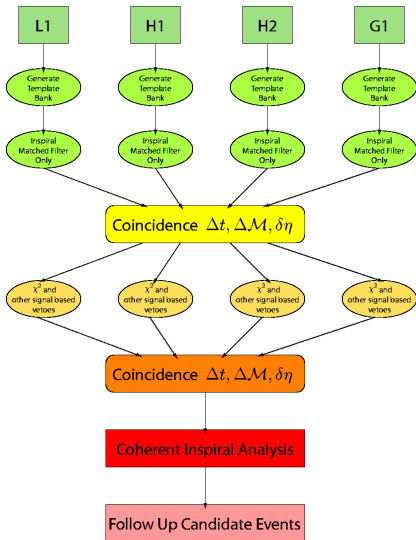 L1 H1 H2 G1
Generate Template Bank
Generate Template Bank
Generate Template Bank
Generate Template Bank
Inspiral Matched Filter Only
Inspiral Matched Filter Only
Inspiral Matched Filter Only
Inspiral Matched Filter Only
Coincidence Δt, Δℳ, δη
χ² and other signal based vetoes
χ² and other signal based vetoes
χ² and other signal based vetoes
χ² and other signal based vetoes
Coincidence Δt, Δℳ, δη
Coherent Inspiral Analysis
Follow Up Candidate Events